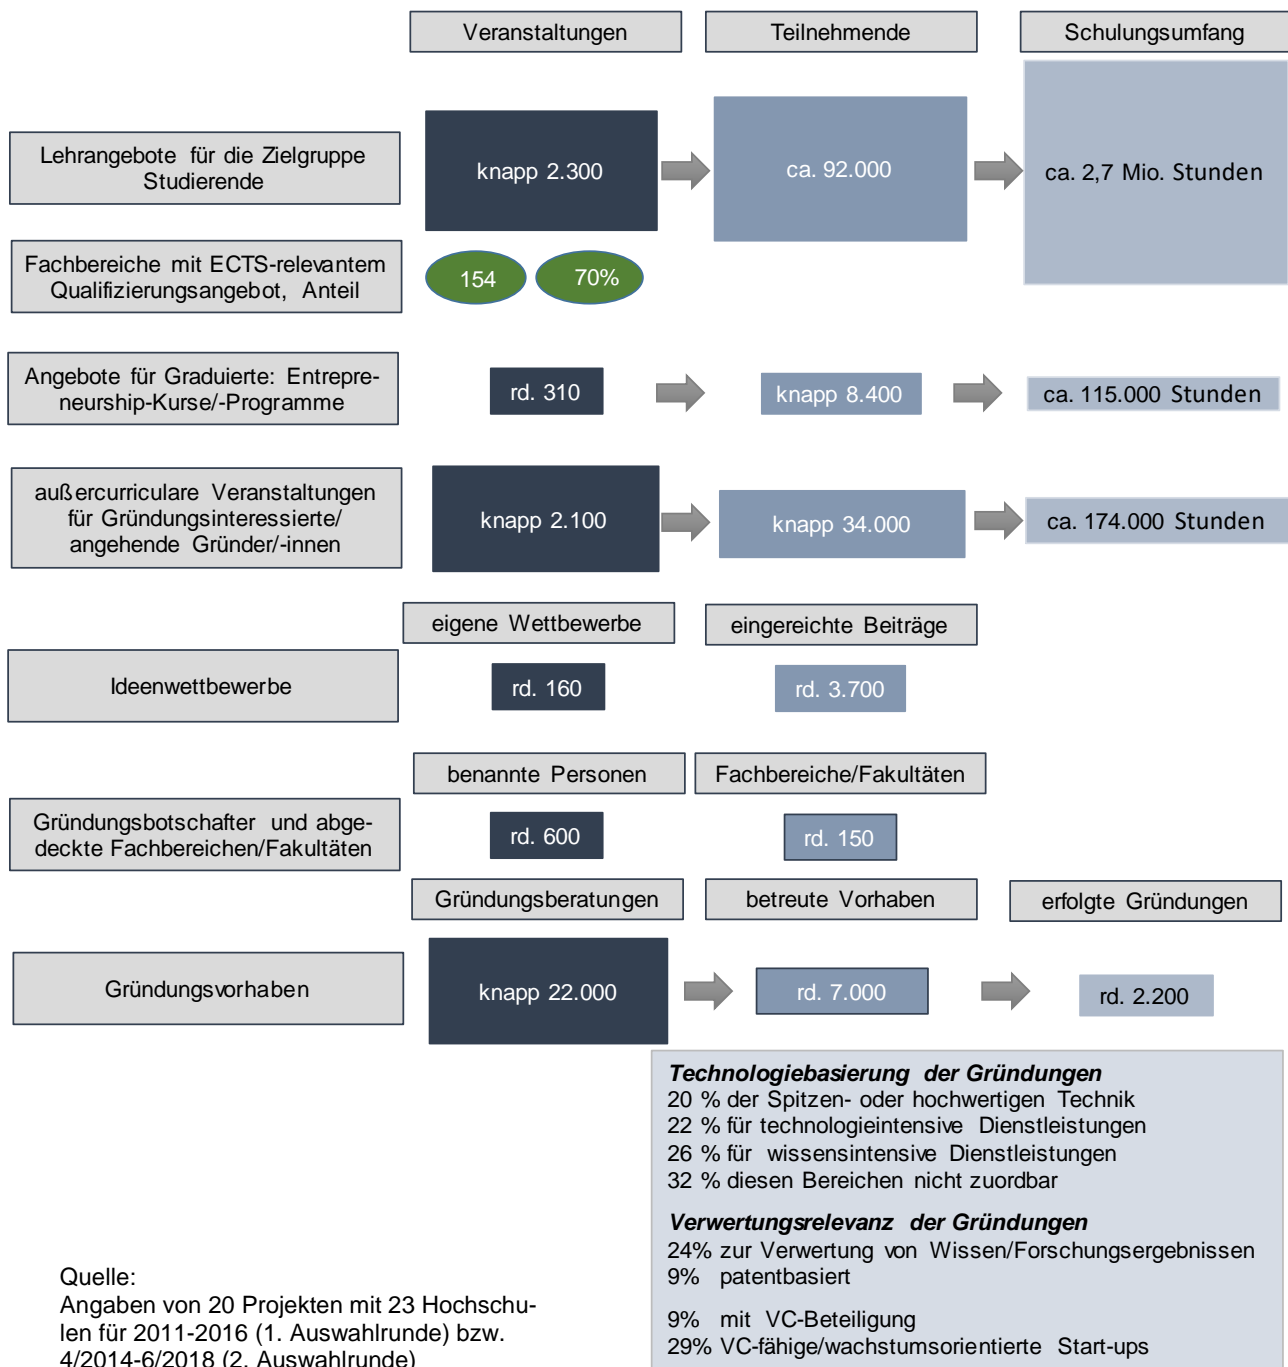 Veranstaltungen
Teilnehmende
Schulungsumfang
Lehrangebote für die Zielgruppe
Studierende
knapp 2.300
ca. 92.000
ca. 2,7 Mio. Stunden
Fachbereiche mit ECTS-relevantem
Qualifizierungsangebot, Anteil
154
70%
Angebote für Graduierte: Entrepre-
neurship-Kurse/-Programme
rd. 310
knapp 8.400
ca. 115.000 Stunden
außercurriculare Veranstaltungen
für Gründungsinteressierte/
angehende Gründer/-innen
knapp 2.100
knapp 34.000
ca. 174.000 Stunden
eigene Wettbewerbe
eingereichte Beiträge
Ideenwettbewerbe
rd. 160
rd. 3.700
benannte Personen
Fachbereiche/Fakultäten
Gründungsbotschafter und abge-
deckte Fachbereichen/Fakultäten
rd. 600
rd. 150
Gründungsberatungen
betreute Vorhaben
erfolgte Gründungen
Gründungsvorhaben
knapp 22.000
rd. 7.000
rd. 2.200
Technologiebasierung der Gründungen
20 % der Spitzen- oder hochwertigen Technik
22 % für technologieintensive Dienstleistungen
26 % für wissensintensive Dienstleistungen
32 % diesen Bereichen nicht zuordbar
Verwertungsrelevanz der Gründungen
24% zur Verwertung von Wissen/Forschungsergebnissen
9% patentbasiert
9% mit VC-Beteiligung
29% VC-fähige/wachstumsorientierte Start-ups
Quelle:
Angaben von 20 Projekten mit 23 Hochschu-
len für 2011-2016 (1. Auswahlrunde) bzw.
4/2014-6/2018 (2. Auswahlrunde)